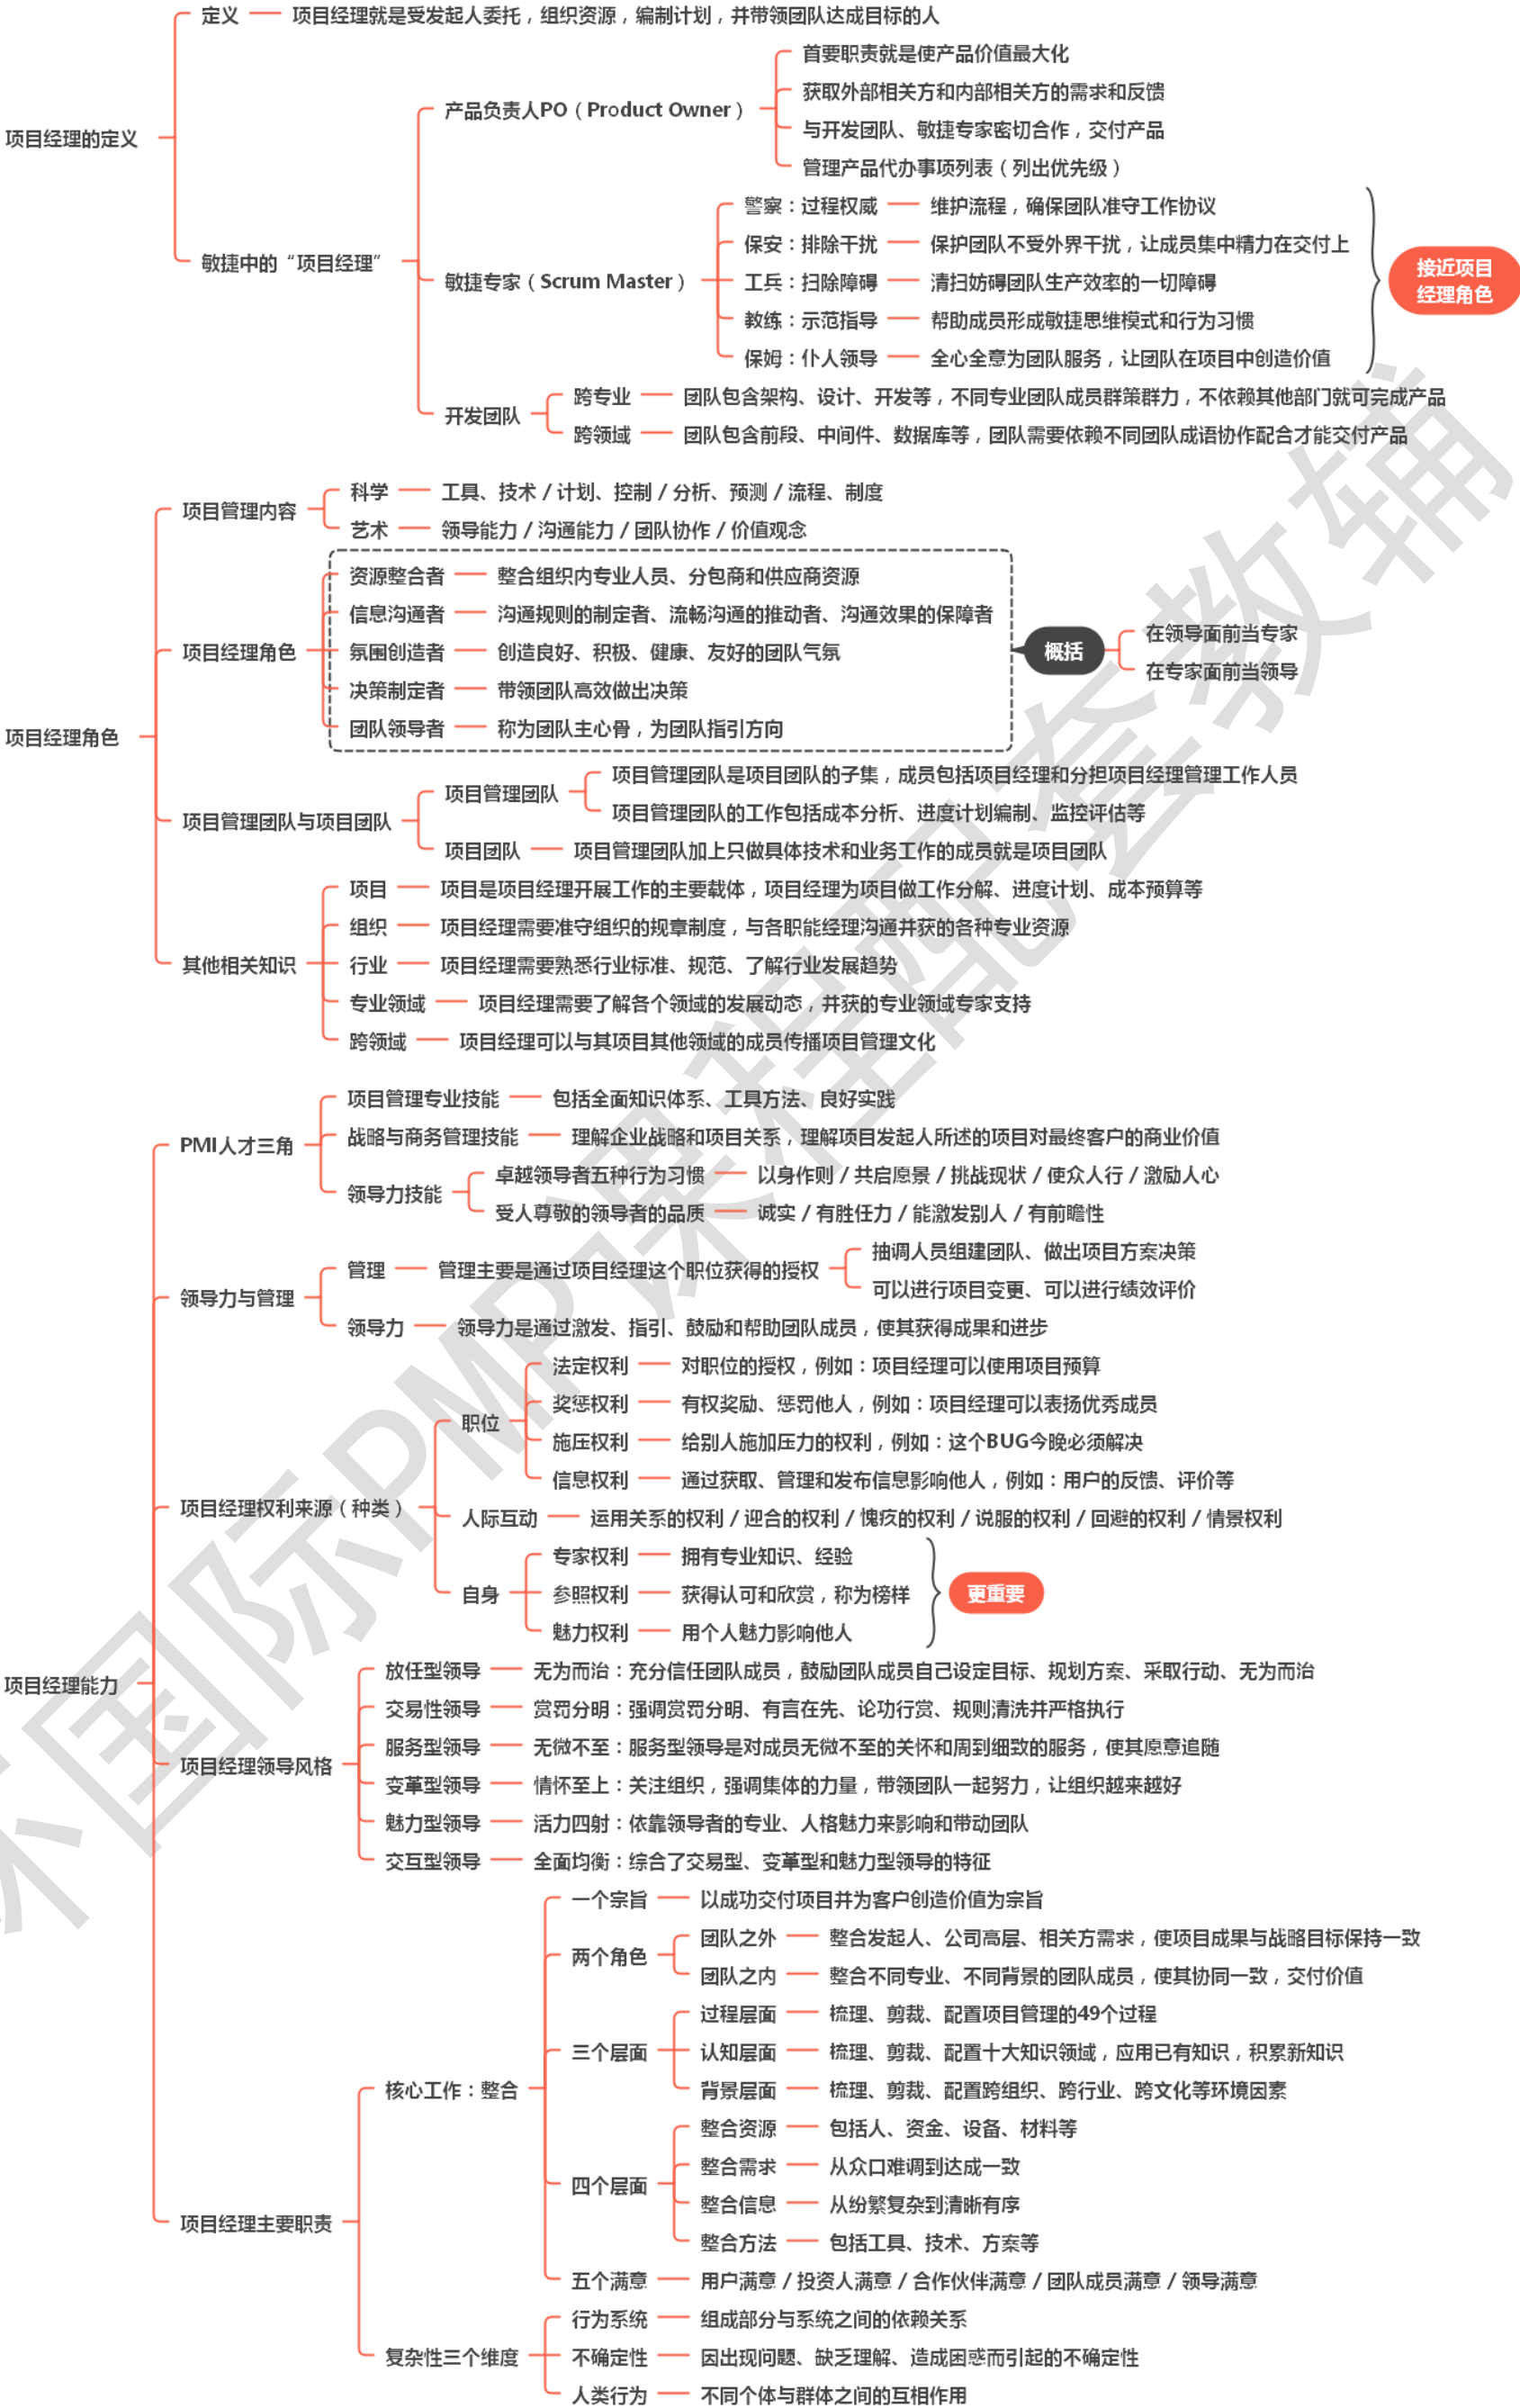 定义
项目经理就是受发起人委托，组织资源，编制计划，并带领团队达成目标的人
首要职责就是使产品价值最大化
获取外部相关方和内部相关方的需求和反馈
产品负责人PO（Product Owner）
与开发团队、敏捷专家密切合作，交付产品
项目经理的定义
管理产品代办事项列表（列出优先级）
警察：过程权威
维护流程，确保团队准守工作协议
保安：排除干扰
保护团队不受外界干扰，让成员集中精力在交付上
敏捷中的“项目经理”
接近项目
经理角色
敏捷专家（Scrum Master）
工兵：扫除障碍
清扫妨碍团队生产效率的一切障碍
教练：示范指导
帮助成员形成敏捷思维模式和行为习惯
保姆：仆人领导
全心全意为团队服务，让团队在项目中创造价值
跨专业
团队包含架构、设计、开发等，不同专业团队成员群策群力，不依赖其他部门就可完成产品
开发团队
跨领域
团队包含前段、中间件、数据库等，团队需要依赖不同团队成语协作配合才能交付产品
科学
工具、技术 / 计划、控制 / 分析、预测 / 流程、制度
项目管理内容
艺术
领导能力 / 沟通能力 / 团队协作 / 价值观念
资源整合者
整合组织内专业人员、分包商和供应商资源
信息沟通者
沟通规则的制定者、流畅沟通的推动者、沟通效果的保障者
在领导面前当专家
项目经理角色
氛围创造者
创造良好、积极、健康、友好的团队气氛
概括
在专家面前当领导
决策制定者
带领团队高效做出决策
团队领导者
称为团队主心骨，为团队指引方向
项目经理角色
项目管理团队是项目团队的子集，成员包括项目经理和分担项目经理管理工作人员
项目管理团队
项目管理团队的工作包括成本分析、进度计划编制、监控评估等
项目管理团队与项目团队
项目团队
项目管理团队加上只做具体技术和业务工作的成员就是项目团队
项目
项目是项目经理开展工作的主要载体，项目经理为项目做工作分解、进度计划、成本预算等
组织
项目经理需要准守组织的规章制度，与各职能经理沟通并获的各种专业资源
其他相关知识
行业
项目经理需要熟悉行业标准、规范、了解行业发展趋势
专业领域
项目经理需要了解各个领域的发展动态，并获的专业领域专家支持
跨领域
项目经理可以与其项目其他领域的成员传播项目管理文化
项目管理专业技能
包括全面知识体系、工具方法、良好实践
PMI人才三角
战略与商务管理技能
理解企业战略和项目关系，理解项目发起人所述的项目对最终客户的商业价值
卓越领导者五种行为习惯
以身作则 / 共启愿景 / 挑战现状 / 使众人行 / 激励人心
领导力技能
受人尊敬的领导者的品质
诚实 / 有胜任力 / 能激发别人 / 有前瞻性
抽调人员组建团队、做出项目方案决策
管理
管理主要是通过项目经理这个职位获得的授权
可以进行项目变更、可以进行绩效评价
领导力与管理
领导力
领导力是通过激发、指引、鼓励和帮助团队成员，使其获得成果和进步
法定权利
对职位的授权，例如：项目经理可以使用项目预算
奖惩权利
有权奖励、惩罚他人，例如：项目经理可以表扬优秀成员
职位
施压权利
给别人施加压力的权利，例如：这个BUG今晚必须解决
信息权利
通过获取、管理和发布信息影响他人，例如：用户的反馈、评价等
项目经理权利来源（种类）
人际互动
运用关系的权利 / 迎合的权利 / 愧疚的权利 / 说服的权利 / 回避的权利 / 情景权利
专家权利
拥有专业知识、经验
自身
参照权利
获得认可和欣赏，称为榜样
更重要
魅力权利
用个人魅力影响他人
项目经理能力
放任型领导
无为而治：充分信任团队成员，鼓励团队成员自己设定目标、规划方案、采取行动、无为而治
交易性领导
赏罚分明：强调赏罚分明、有言在先、论功行赏、规则清洗并严格执行
服务型领导
无微不至：服务型领导是对成员无微不至的关怀和周到细致的服务，使其愿意追随
项目经理领导风格
变革型领导
情怀至上：关注组织，强调集体的力量，带领团队一起努力，让组织越来越好
魅力型领导
活力四射：依靠领导者的专业、人格魅力来影响和带动团队
交互型领导
全面均衡：综合了交易型、变革型和魅力型领导的特征
一个宗旨
以成功交付项目并为客户创造价值为宗旨
团队之外
整合发起人、公司高层、相关方需求，使项目成果与战略目标保持一致
两个角色
团队之内
整合不同专业、不同背景的团队成员，使其协同一致，交付价值
过程层面
梳理、剪裁、配置项目管理的49个过程
三个层面
认知层面
梳理、剪裁、配置十大知识领域，应用已有知识，积累新知识
核心工作：整合
背景层面
梳理、剪裁、配置跨组织、跨行业、跨文化等环境因素
整合资源
包括人、资金、设备、材料等
整合需求
从众口难调到达成一致
四个层面
整合信息
从纷繁复杂到清晰有序
项目经理主要职责
整合方法
包括工具、技术、方案等
五个满意
用户满意 / 投资人满意 / 合作伙伴满意 / 团队成员满意 / 领导满意
行为系统
组成部分与系统之间的依赖关系
复杂性三个维度
不确定性
因出现问题、缺乏理解、造成困惑而引起的不确定性
人类行为
不同个体与群体之间的互相作用
国际PMP课程配套教辅